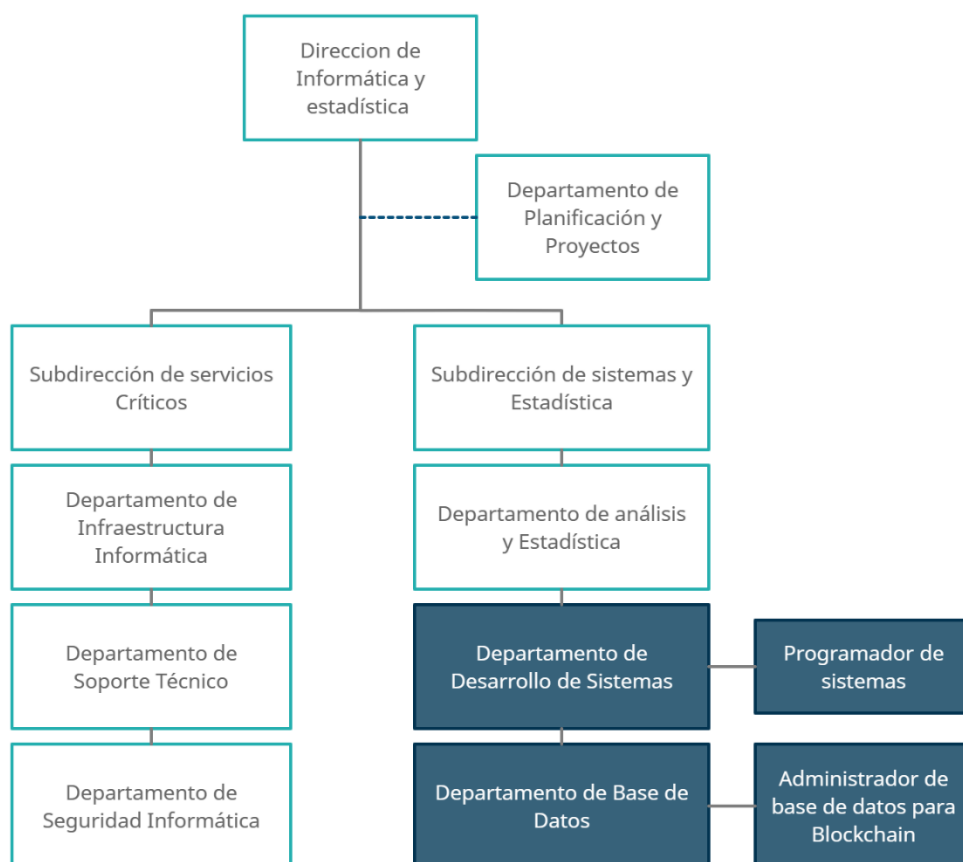 Direccion de
Informática y
estadística
Departamento de
Planificación y
Proyectos
Subdirección de servicios
Críticos
Subdirección de sistemas y
Estadística
Departamento de
Infraestructura
Informática
Departamento de análisis
y Estadística
Departamento de
Soporte Técnico
Departamento de
Desarrollo de Sistemas
Programador de
sistemas
Departamento de
Seguridad Informática
Departamento de Base de
Datos
Administrador de
base de datos para
Blockchain